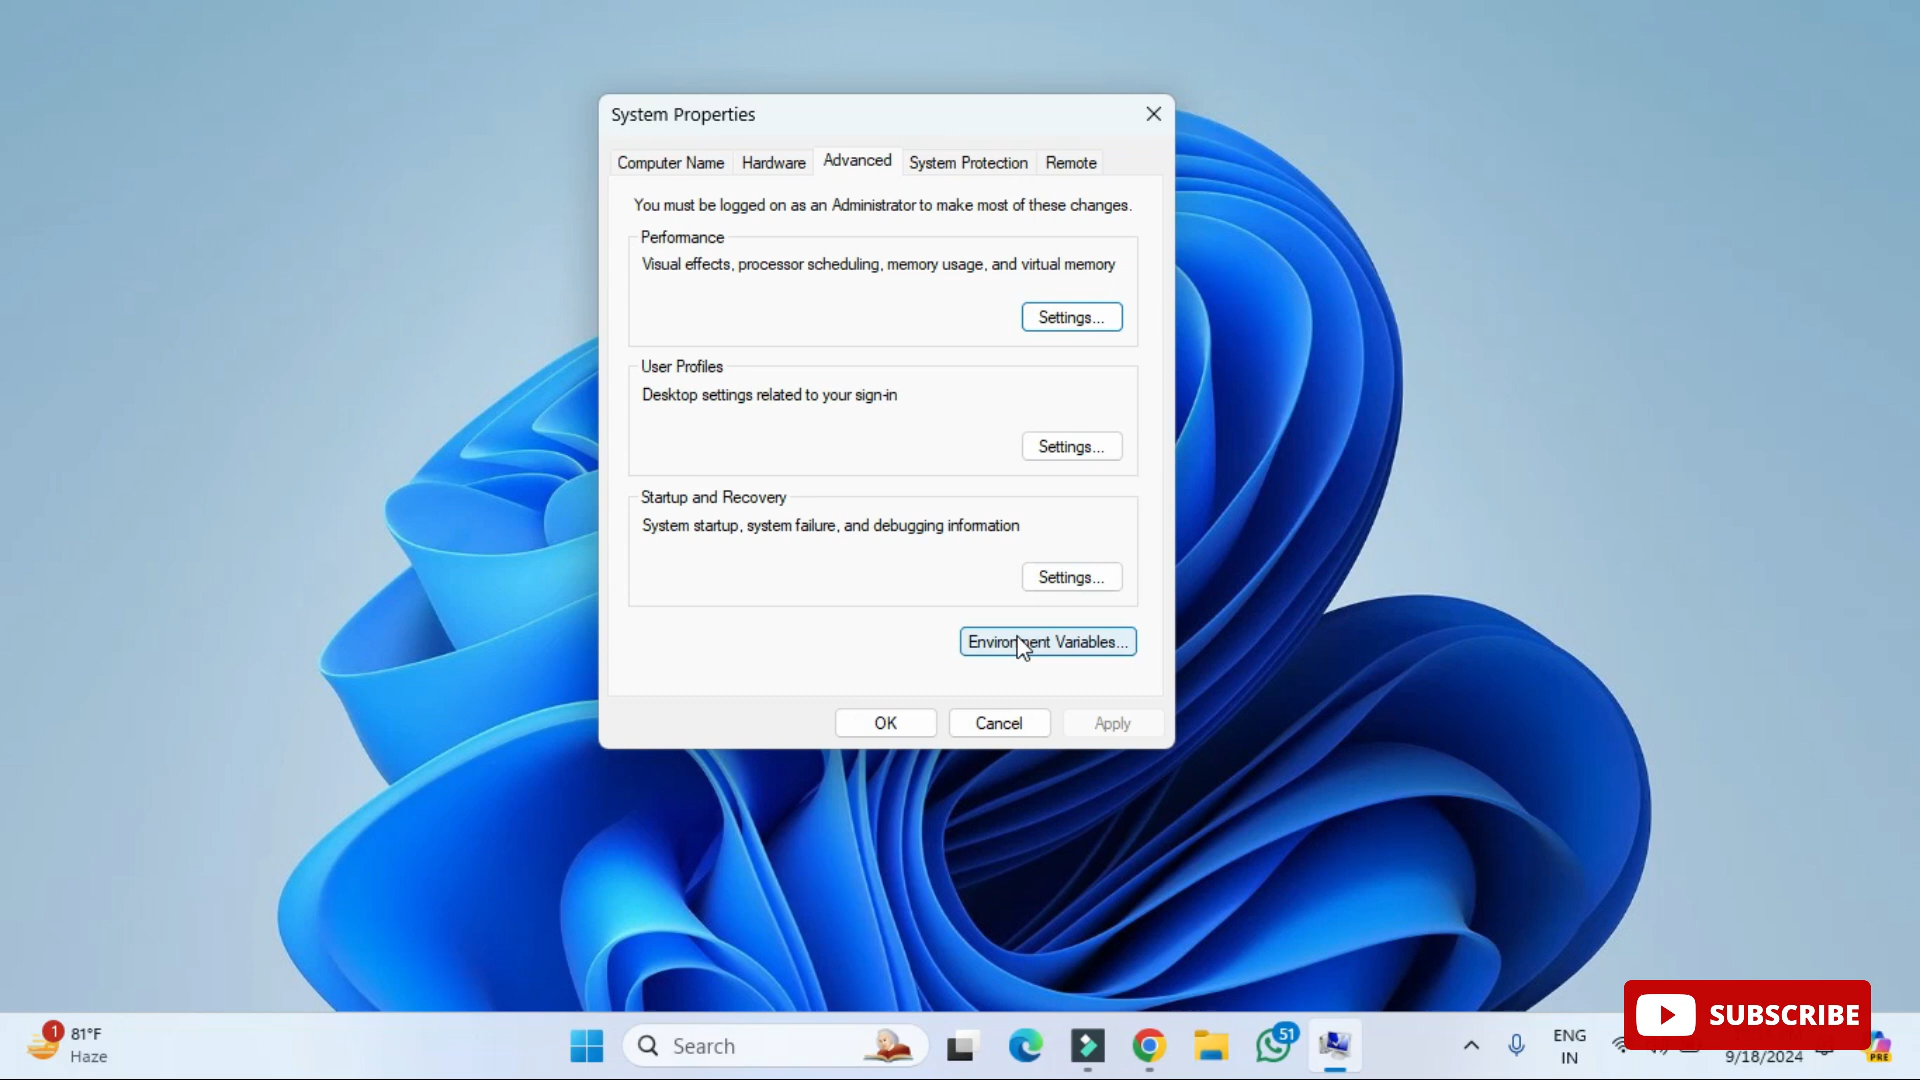 System Properties
Computer Name
Hardware
Advanced
System Protection
Remote
You must be logged on as an Administrator to make most of these changes.
Performance
Visual effects, processor scheduling, memory usage, and virtual memory
Settings...
User Profiles
Desktop settings related to your sign-in
Settings...
Startup and Recovery
System startup, system failure, and debugging information
Settings...
Environment Variables...
OK
Cancel
Apply
SUBSCRIBE
1
81°F
Haze
Search
51
ENG
IN
9/18/2024
PRE